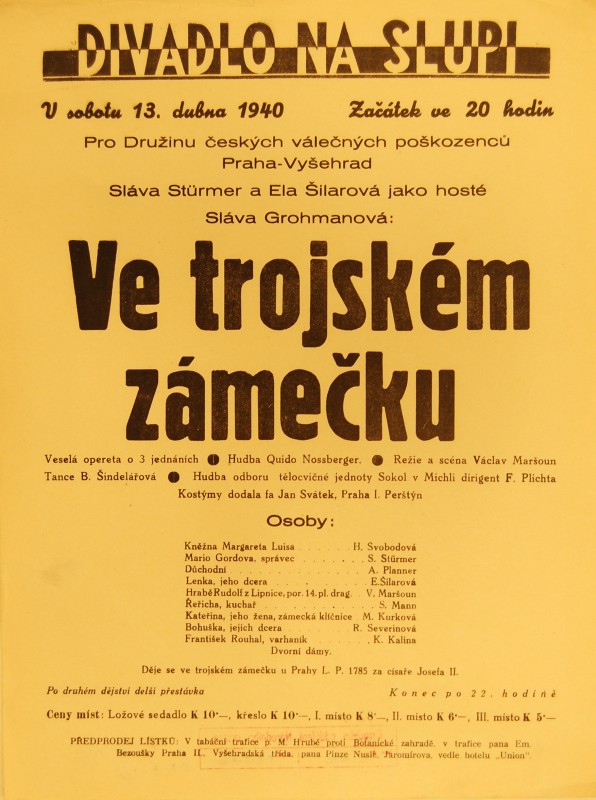 DIVADLO NA SLUPI
V sobotu 13. dubna 1940 Začátek ve 20 hodin
Pro Družinu českých válečných poškozenců
Praha-Vyšehrad
Sláva Stürmer a Ela Šilarová jako hosté
Sláva Grohmanová:
Ve trojském
zámečku
Veselá opereta o 3 jednáních ● Hudba Quido Nossberger. ● Režie a scéna Václav Maršoun
Tance B. Šindelářová ● Hudba odboru tělocvičné jednoty Sokol v Michli dirigent F. Plichta
Kostýmy dodala fa Jan Svátek, Praha I. Perštýn
Osoby:
Kněžna Margareta Luisa . . . . . . H. Svobodová
Mario Gordova, správec . . . . . . . . S. Stürmer
Důchodní . . . . . . . . . . . . . A. Planner
Lenka, jeho dcera . . . . . . . . . E.Šilarová
Hrabě Rudolf z Lipnice, por. 14. pl. drag. . V. Maršoun
Řeřicha, kuchař . . . . . . . . . . . S. Mann
Kateřina, jeho žena, zámecká klíčnice M. Kurková
Bohuška, jejich dcera . . . . . . R. Severinová
František Rouhal, varhaník . . . . . . K. Kalina
Dvorní dámy.
Děje se ve trojském zámečku u Prahy L. P. 1785 za císaře Josefa II.
Po druhém dějství delší přestávka Konec po 22. hodině
Ceny míst: Ložové sedadlo K 10·—, křeslo K 10·—, I. místo K 8·—, II. místo K 6·—, III. místo K 5·—
PŘEDPRODEJ LÍSTKŮ: V tabáční trafice p. M. Hrubé proti Botanické zahradě, v trafice pana Em.
Bezoušky Praha II., Vyšehradská třída, pana Pinze Nusle, Jaromírova, vedle hotelu „Union".